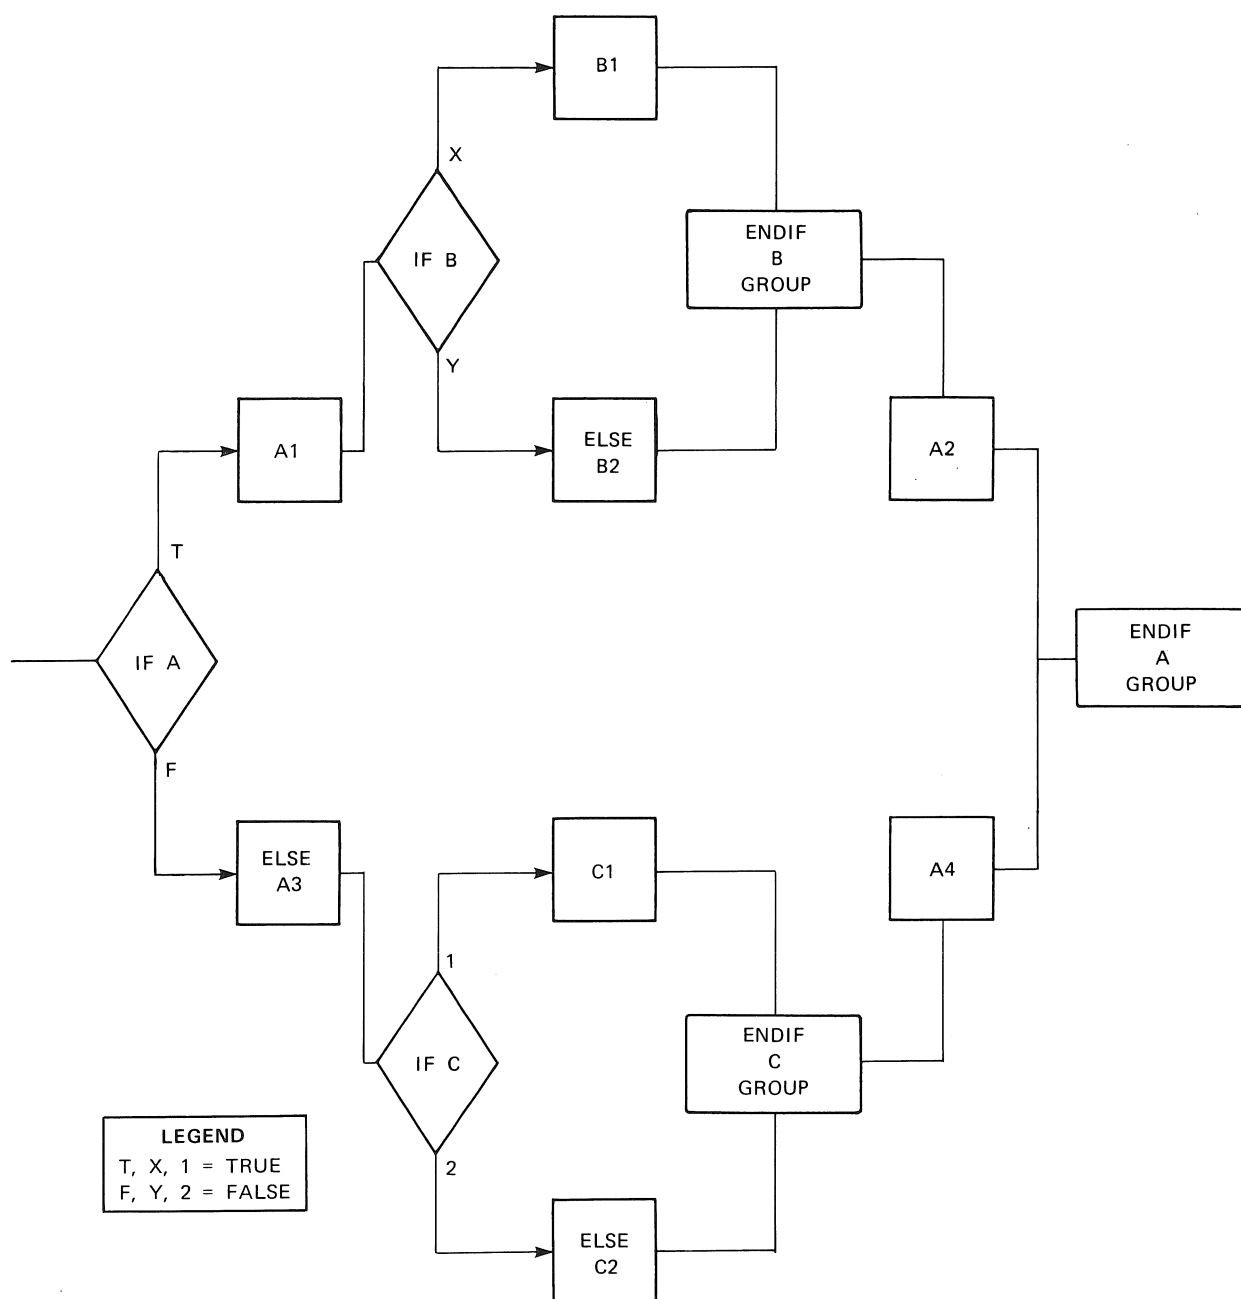 B1
X
IF B
ENDIF
B
GROUP
Y
A1
ELSE
B2
A2
T
IF A
ENDIF
A
GROUP
F
ELSE
A3
C1
A4
1
IF C
ENDIF
C
GROUP
2
LEGEND
T, X, 1 = TRUE
F, Y, 2 = FALSE
ELSE
C2